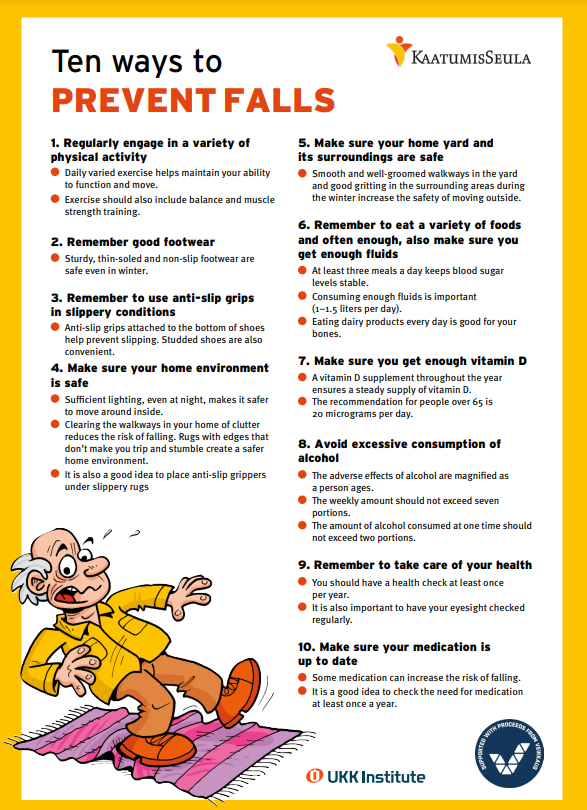 Ten ways to
PREVENT FALLS
KAATUMISSEULA
1. Regularly engage in a variety of
physical activity
Daily varied exercise helps maintain your ability
to function and move.
Exercise should also include balance and muscle
strength training.
2. Remember good footwear
Sturdy, thin-soled and non-slip footwear are
safe even in winter.
3. Remember to use anti-slip grips
in slippery conditions
Anti-slip grips attached to the bottom of shoes
help prevent slipping. Studded shoes are also
convenient.
4. Make sure your home environment
is safe
Sufficient lighting, even at night, makes it safer
to move around inside.
Clearing the walkways in your home of clutter
reduces the risk of falling. Rugs with edges that
don't make you trip and stumble create a safer
home environment.
It is also a good idea to place anti-slip grippers
under slippery rugs
5. Make sure your home yard and
its surroundings are safe
Smooth and well-groomed walkways in the yard
and good gritting in the surrounding areas during
the winter increase the safety of moving outside.
6. Remember to eat a variety of foods
and often enough, also make sure you
get enough fluids
At least three meals a day keeps blood sugar
levels stable.
Consuming enough fluids is important
(1–1.5 liters per day).
Eating dairy products every day is good for your
bones.
7. Make sure you get enough vitamin D
A vitamin D supplement throughout the year
ensures a steady supply of vitamin D.
The recommendation for people over 65 is
20 micrograms per day.
8. Avoid excessive consumption of
alcohol
The adverse effects of alcohol are magnified as
a person ages.
The weekly amount should not exceed seven
portions.
The amount of alcohol consumed at one time should
not exceed two portions.
9. Remember to take care of your health
You should have a health check at least once
per year.
It is also important to have your eyesight checked
regularly.
10. Make sure your medication is
up to date
Some medication can increase the risk of falling.
It is a good idea to check the need for medication
at least once a year.
UKK Institute
SUPPORTED WITH PROCEEDS FROM VEIKKAUS